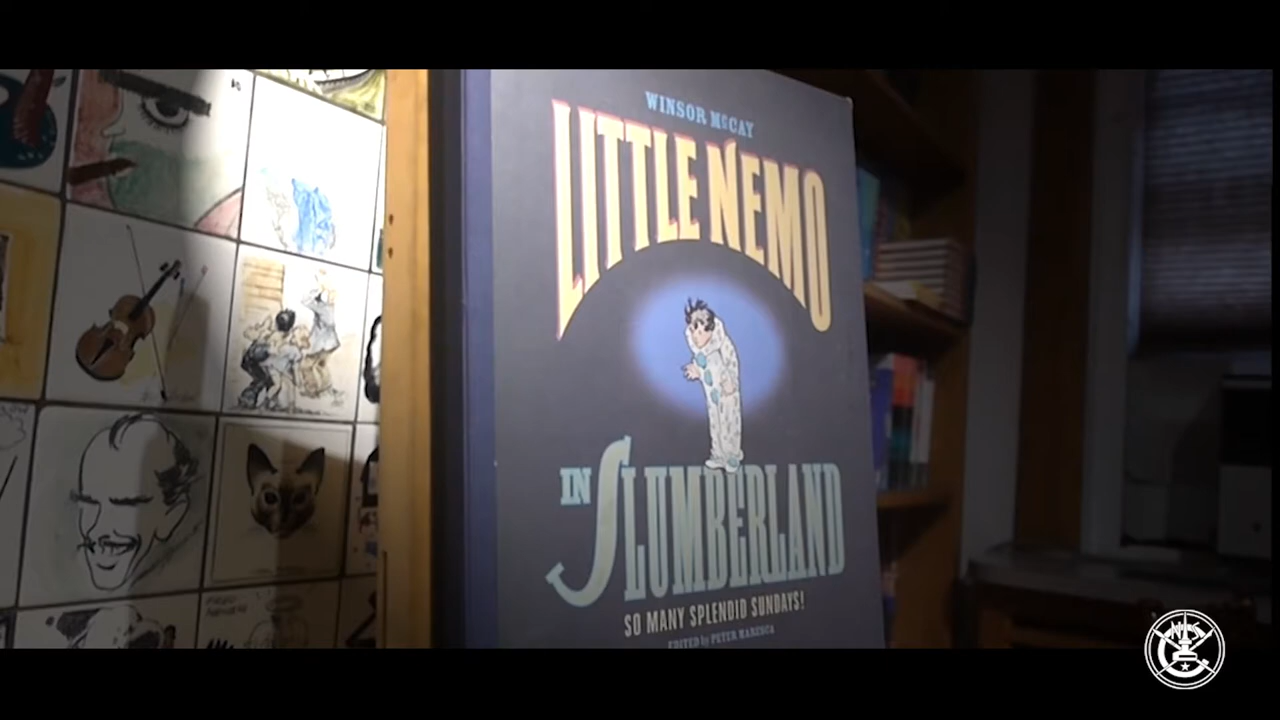 WINSOR McCAY
LITTLE NEMO
IN SLUMBERLAND
SO MANY SPLENDID SUNDAYS!
EDITED by PETER MARESCA